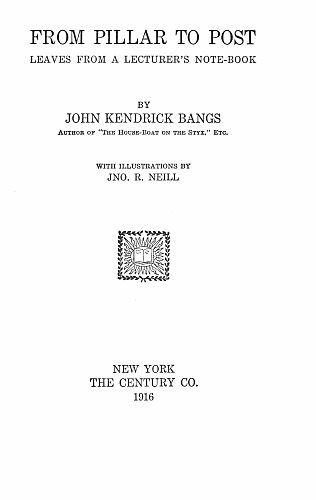 FROM PILLAR TO POST
LEAVES FROM A LECTURER'S NOTE-BOOK
BY
JOHN KENDRICK BANGS
AUTHOR OF "THE HOUSE-BOAT ON THE STYX," ETC.
WITH ILLUSTRATIONS BY
JNO. R. NEILL
NEW YORK
THE CENTURY CO.
1916